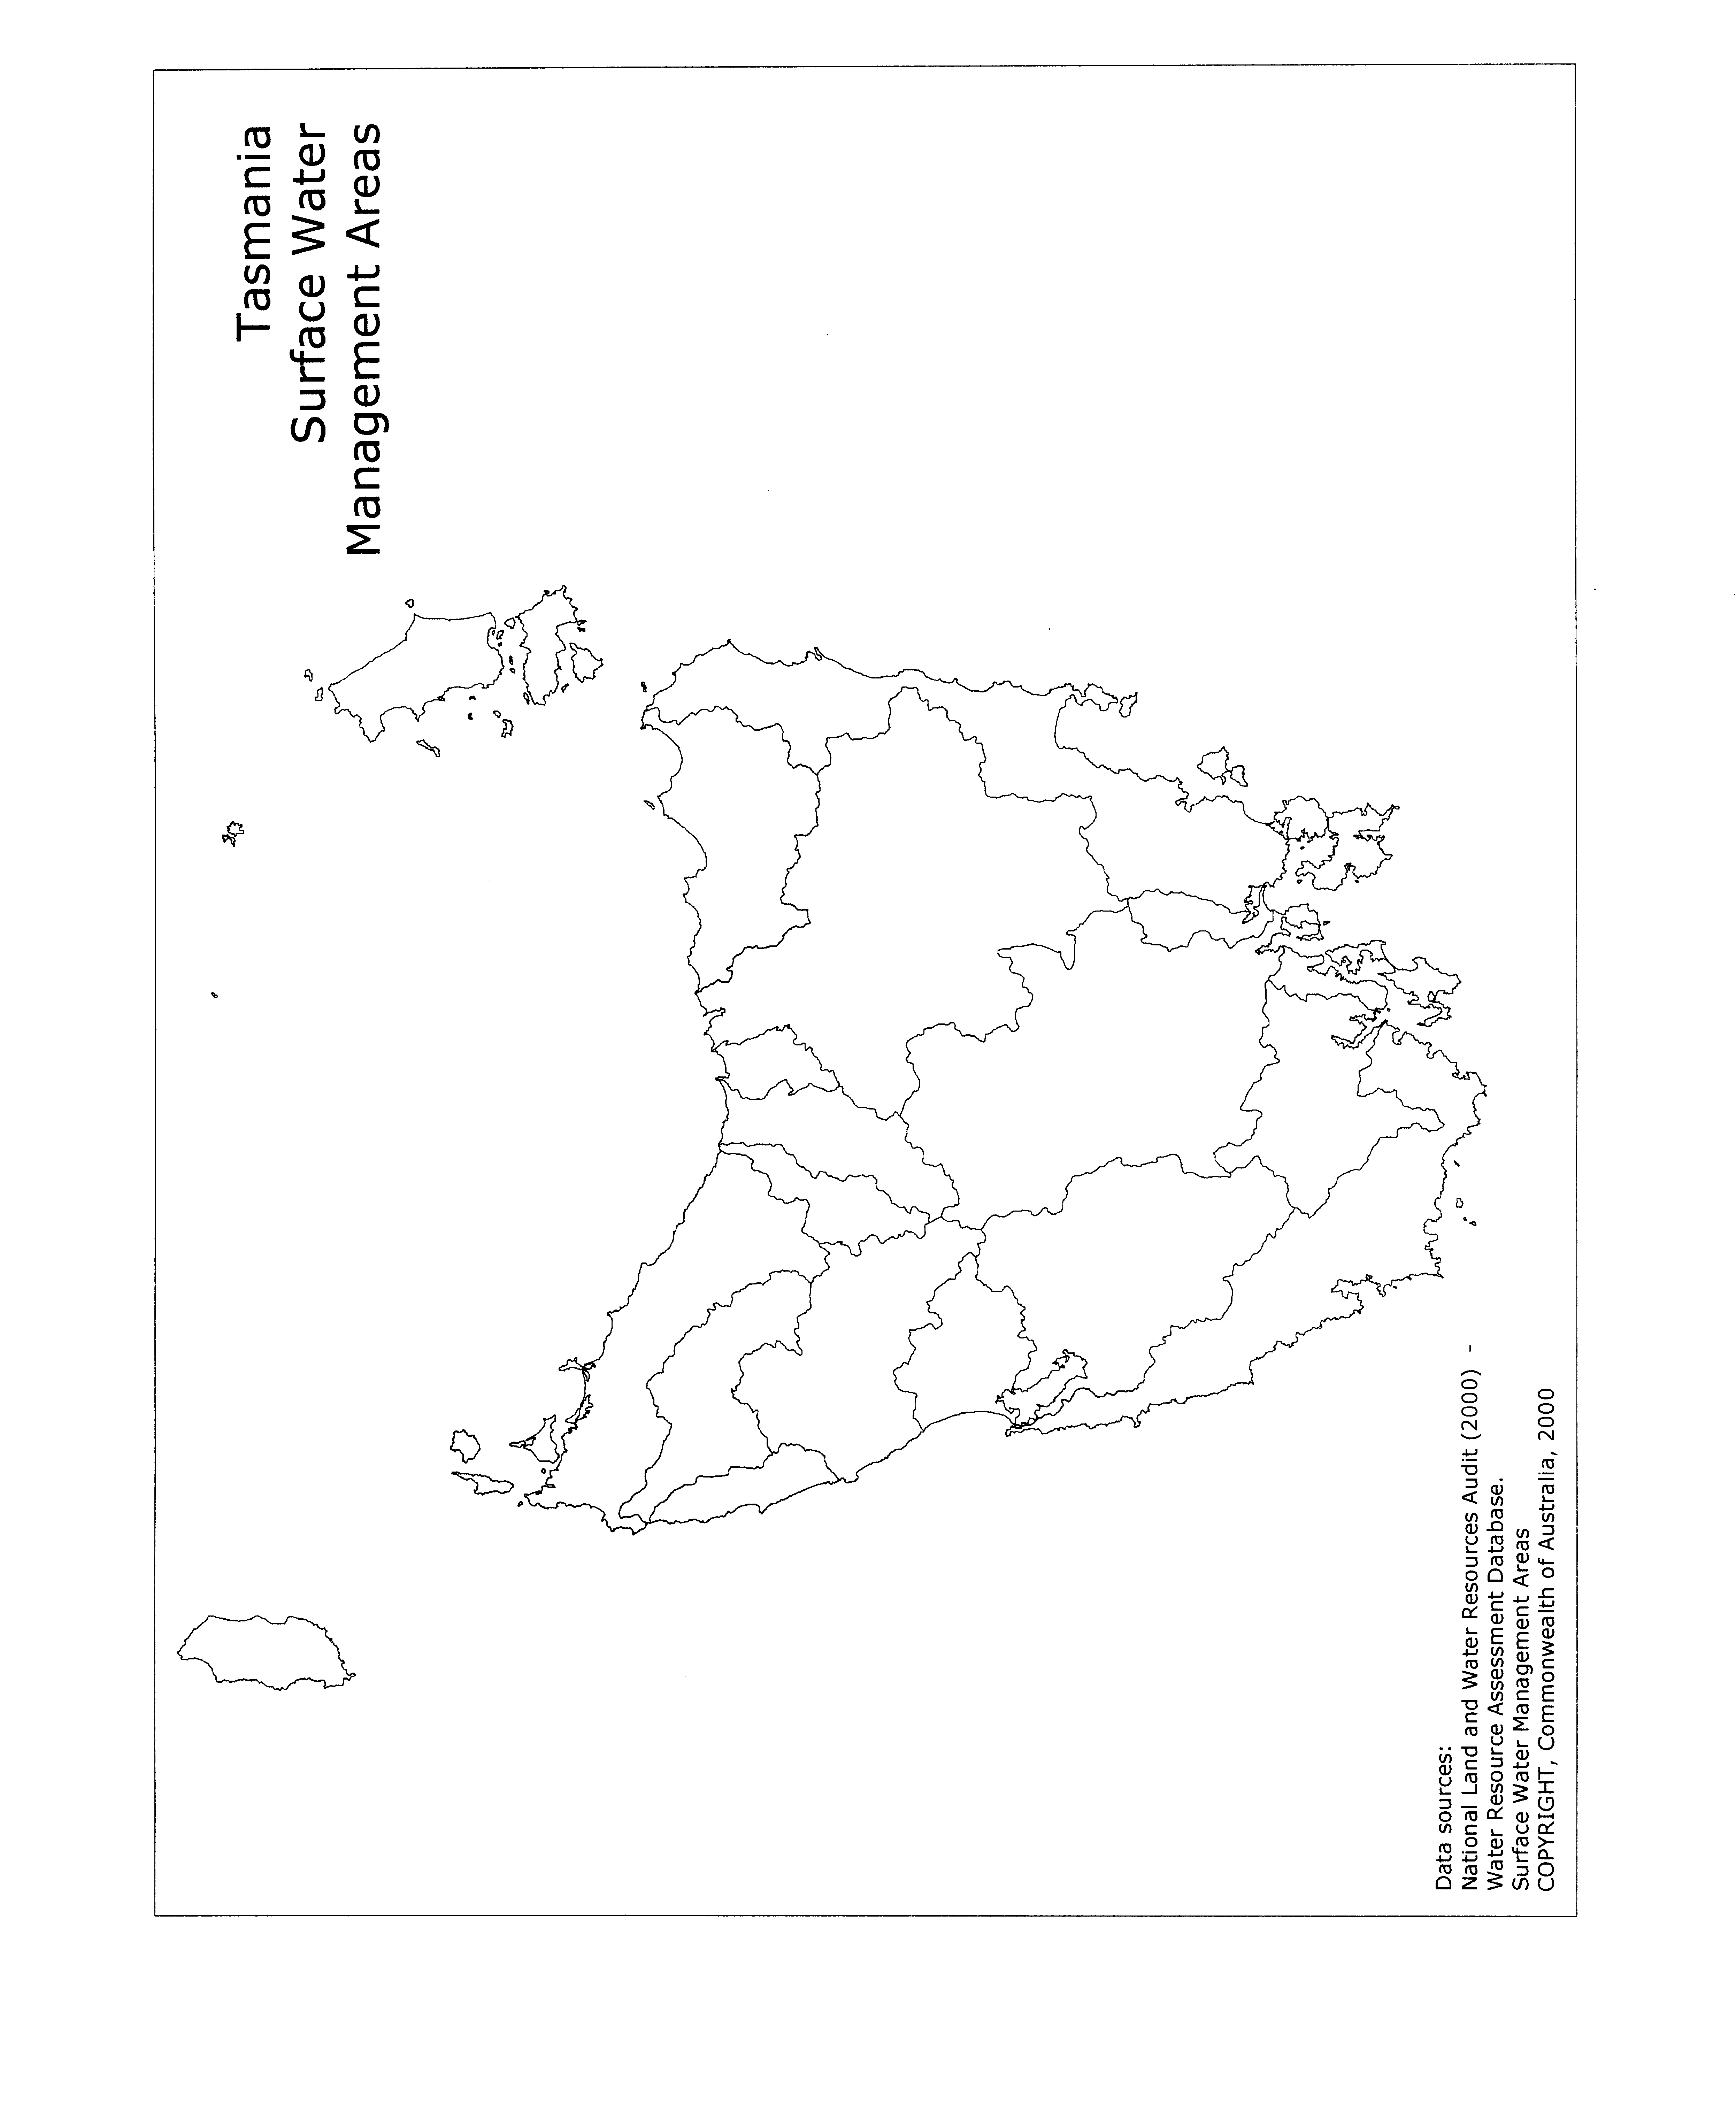 Tasmania
Surface Water
Management Areas
Data sources:
National Land and Water Resources Audit (2000) -
Water Resource Assessment Database.
Surface Water Management Areas
COPYRIGHT, Commonwealth of Australia, 2000